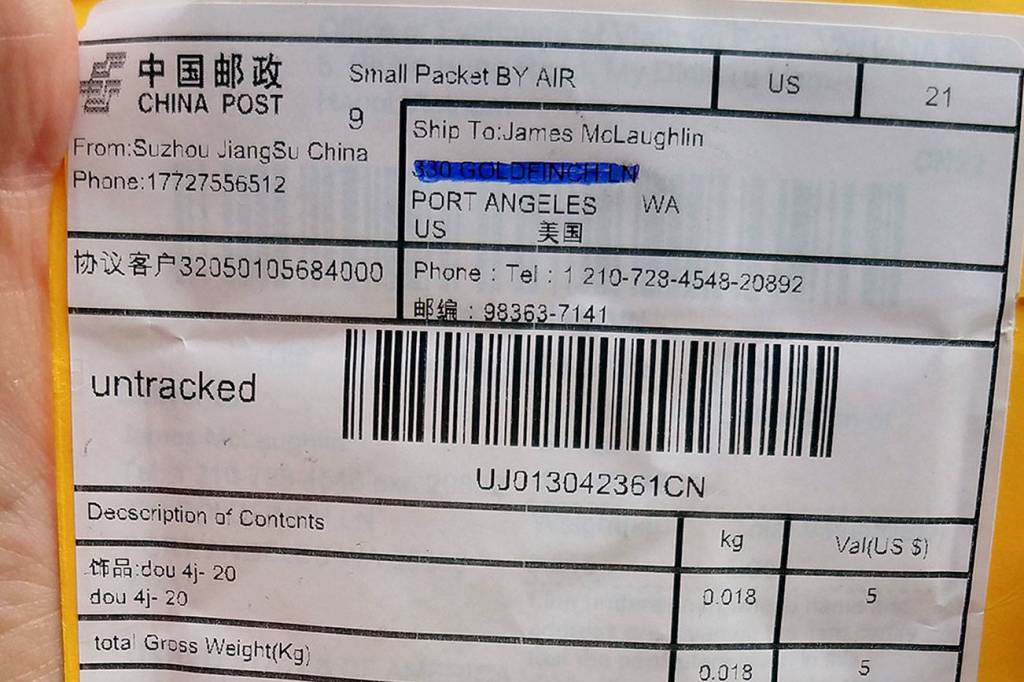 中国邮政
CHINA POST
Small Packet BY AIR
US
21
9
From:Suzhou JiangSu China
Phone:17727556512
Ship To:James McLaughlin
PORT ANGELES WA
US 美国
协议客户32050105684000
Phone : Tel : 1 210-728-4548-20892
邮编 : 98363-7141
untracked
UJ013042361CN
Decscription of Contents
kg
Val(US $)
饰品:dou 4j- 20
dou 4j- 20
0.018
5
total Gross Weight(Kg)
0.018
5